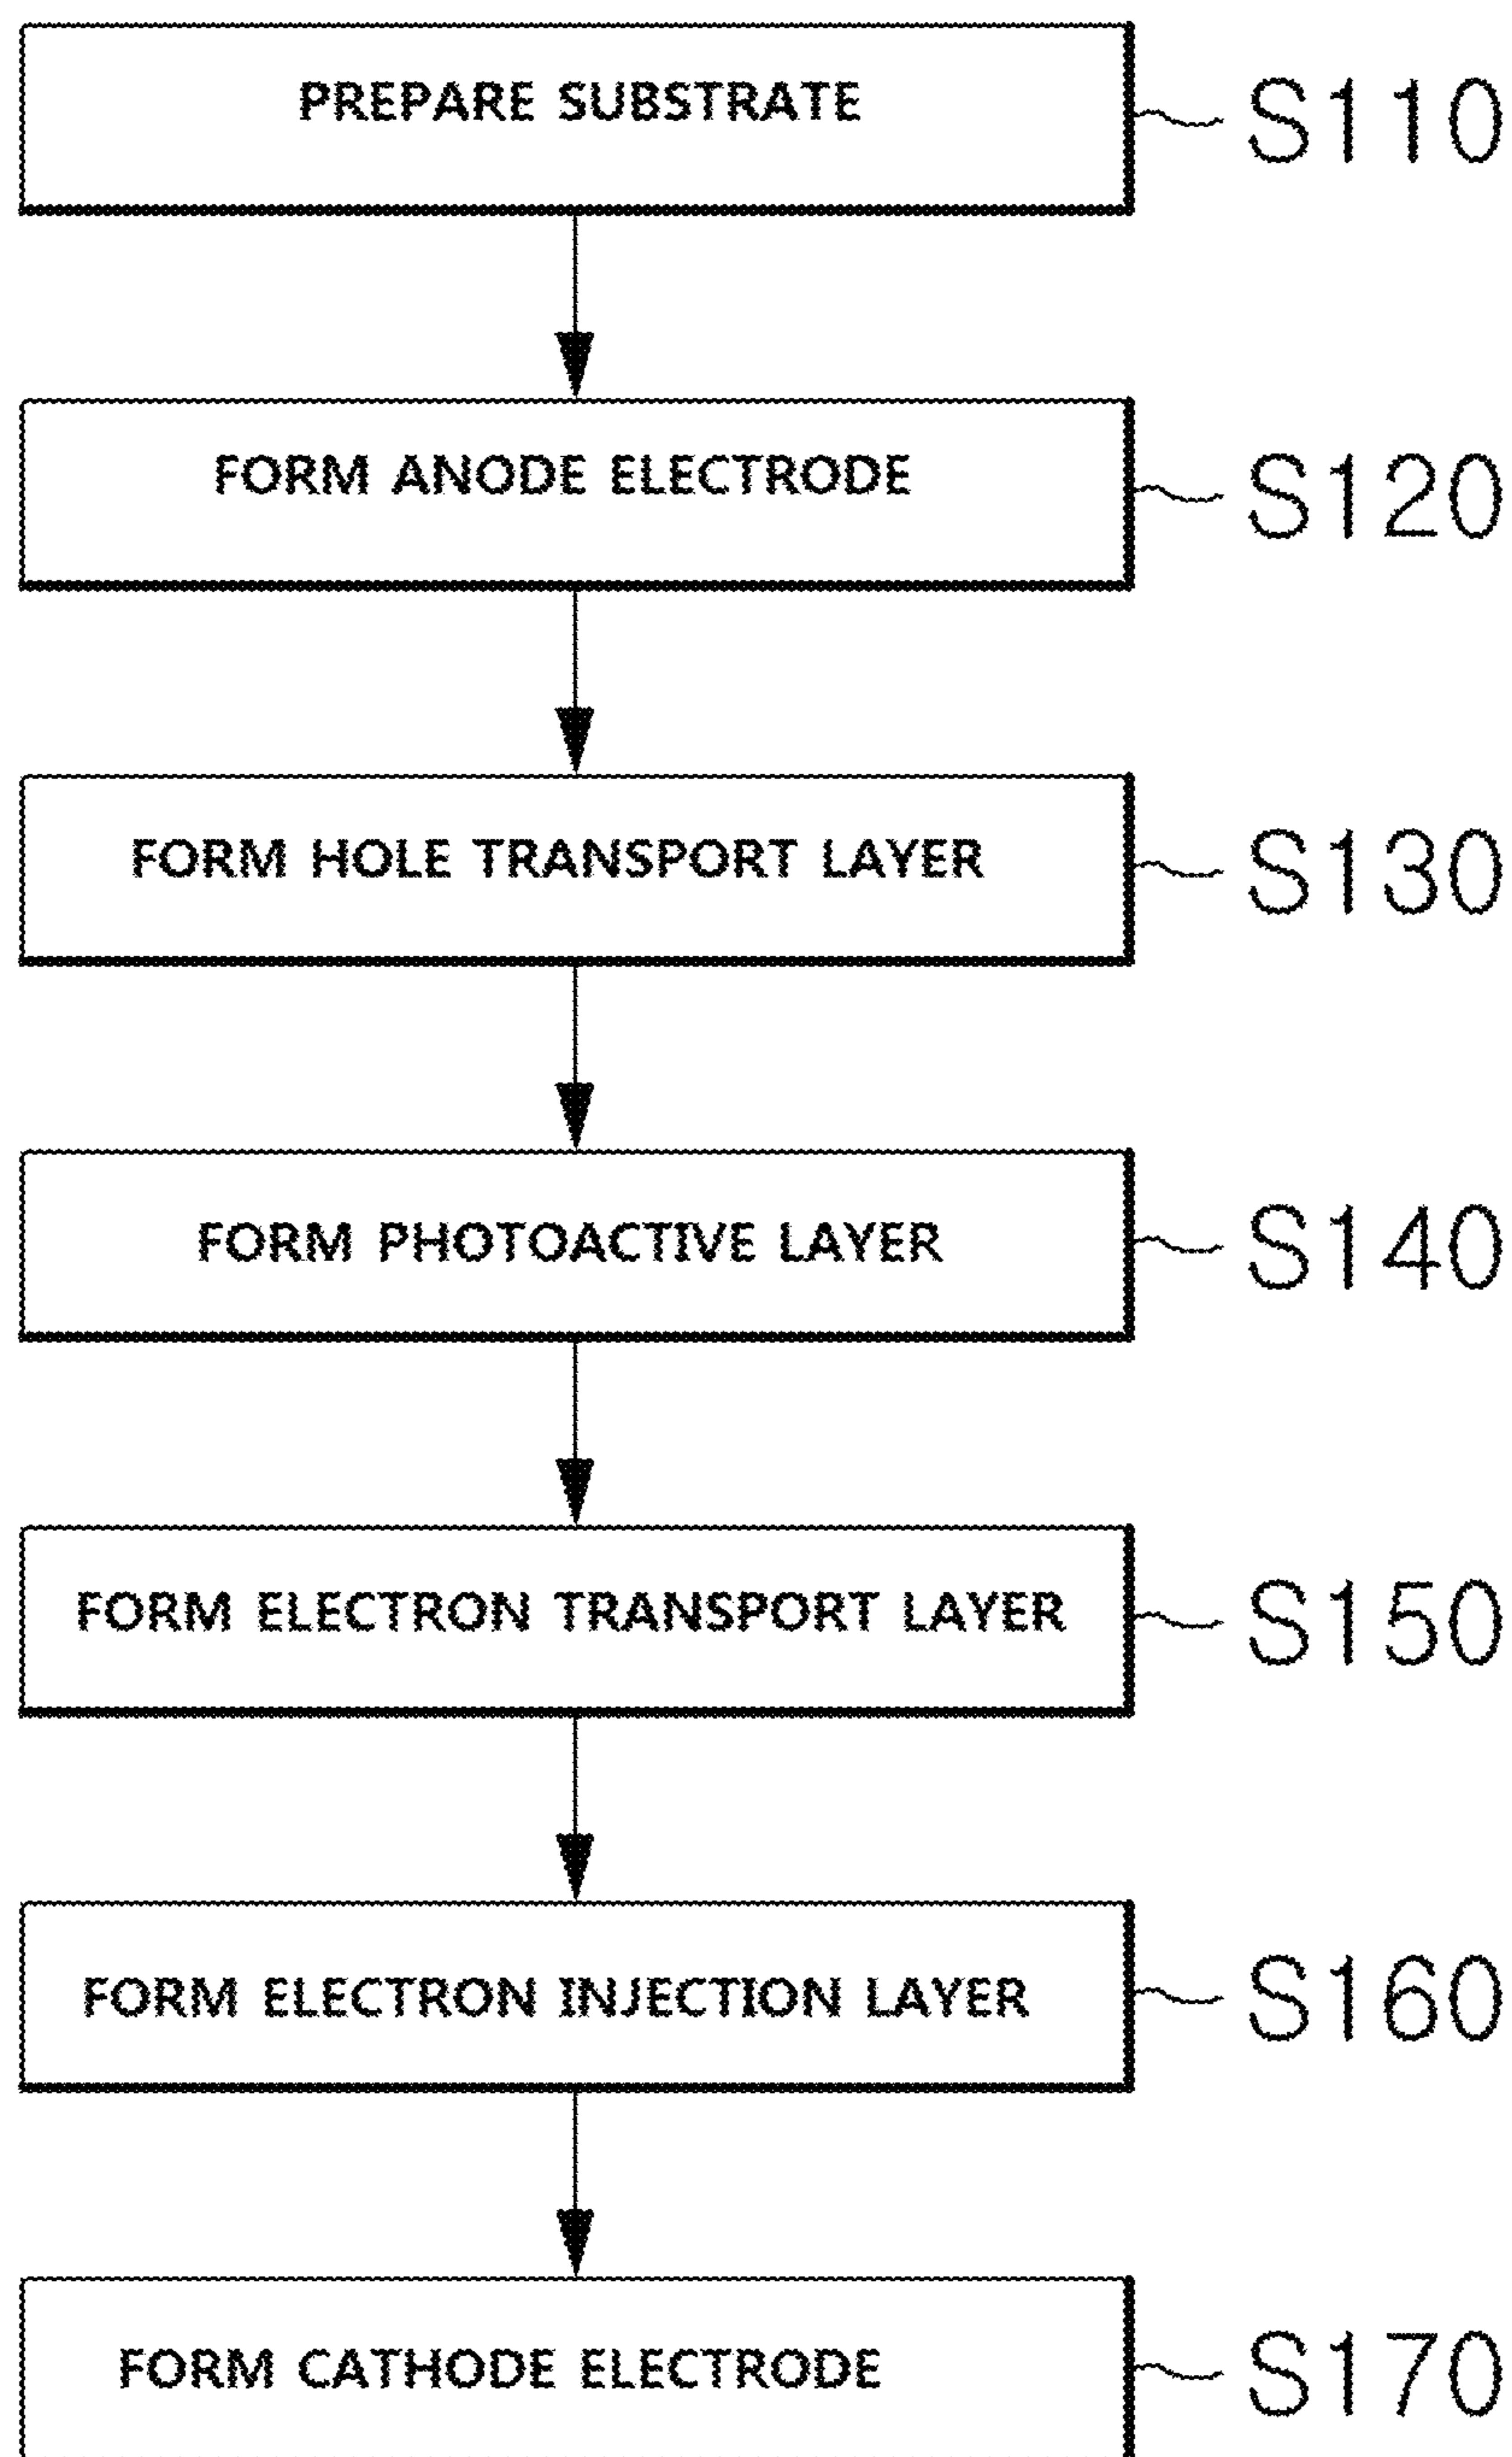 PREPARE SUBSTRATE S110
FORM ANODE ELECTRODE S120
FORM HOLE TRANSPORT LAYER S130
FORM PHOTOACTIVE LAYER S140
FORM ELECTRON TRANSPORT LAYER S150
FORM ELECTRON INJECTION LAYER S160
FORM CATHODE ELECTRODE S170